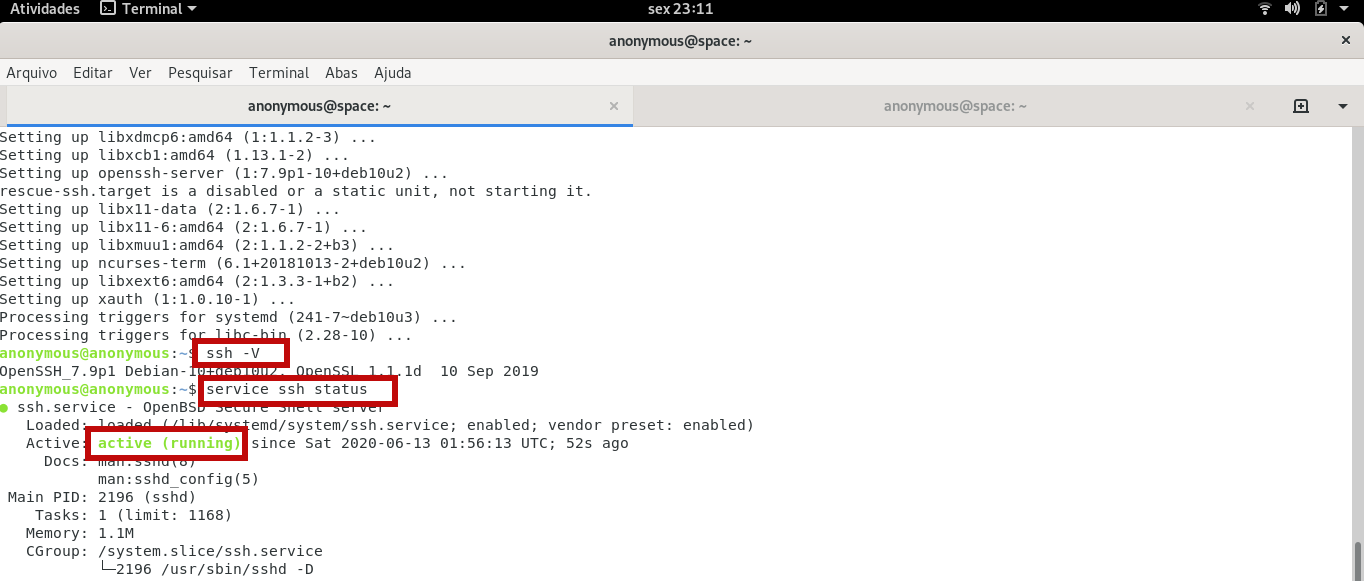 Atividades Terminal sex 23:11
anonymous@space: ~
Arquivo Editar Ver Pesquisar Terminal Abas Ajuda
anonymous@space: ~ anonymous@space: ~
Setting up libxdmcp6:amd64 (1:1.1.2-3) ...
Setting up libxcb1:amd64 (1.13.1-2) ...
Setting up openssh-server (1:7.9p1-10+deb10u2) ...
rescue-ssh.target is a disabled or a static unit, not starting it.
Setting up libx11-data (2:1.6.7-1) ...
Setting up libx11-6:amd64 (2:1.6.7-1) ...
Setting up libxmuu1:amd64 (2:1.1.2-2+b3) ...
Setting up ncurses-term (6.1+20181013-2+deb10u2) ...
Setting up libxext6:amd64 (2:1.3.3-1+b2) ...
Setting up xauth (1:1.0.10-1) ...
Processing triggers for systemd (241-7~deb10u3) ...
Processing triggers for libc-bin (2.28-10) ...
anonymous@anonymous:~$ ssh -V
OpenSSH_7.9p1 Debian-10+deb10u2, OpenSSL 1.1.1d  10 Sep 2019
anonymous@anonymous:~$ service ssh status
● ssh.service - OpenBSD Secure Shell server
Loaded: loaded (/lib/systemd/system/ssh.service; enabled; vendor preset: enabled)
Active: active (running) since Sat 2020-06-13 01:56:13 UTC; 52s ago
Docs: man:sshd(8)
man:sshd_config(5)
Main PID: 2196 (sshd)
Tasks: 1 (limit: 1168)
Memory: 1.1M
CGroup: /system.slice/ssh.service
└─2196 /usr/sbin/sshd -D